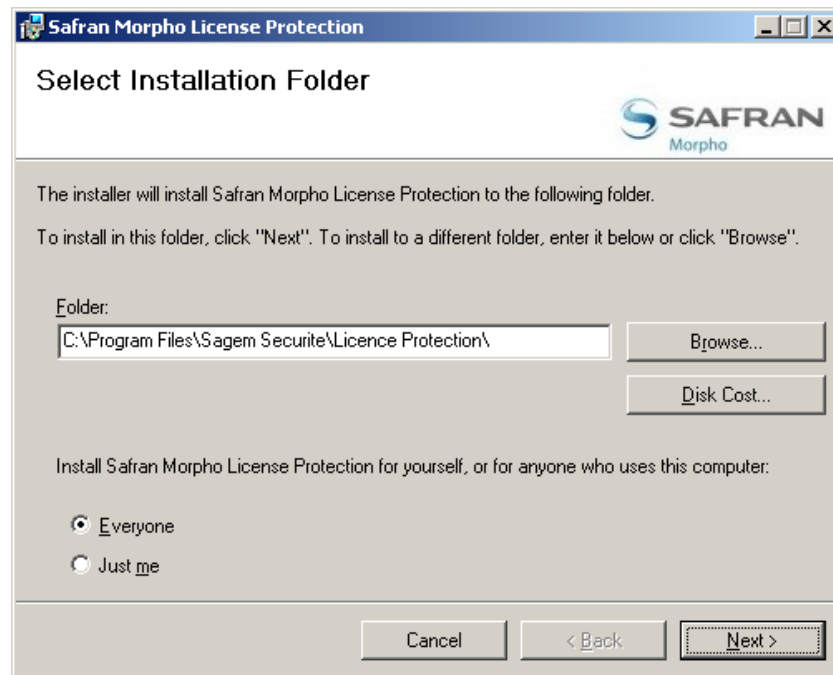 Safran Morpho License Protection
Select Installation Folder
SAFRAN
Morpho
The installer will install Safran Morpho License Protection to the following folder.
To install in this folder, click "Next". To install to a different folder, enter it below or click "Browse".
Folder:
C:\Program Files\Sagem Securite\Licence Protection\
Browse...
Disk Cost...
Install Safran Morpho License Protection for yourself, or for anyone who uses this computer:
Everyone
Just me
Cancel
< Back
Next >